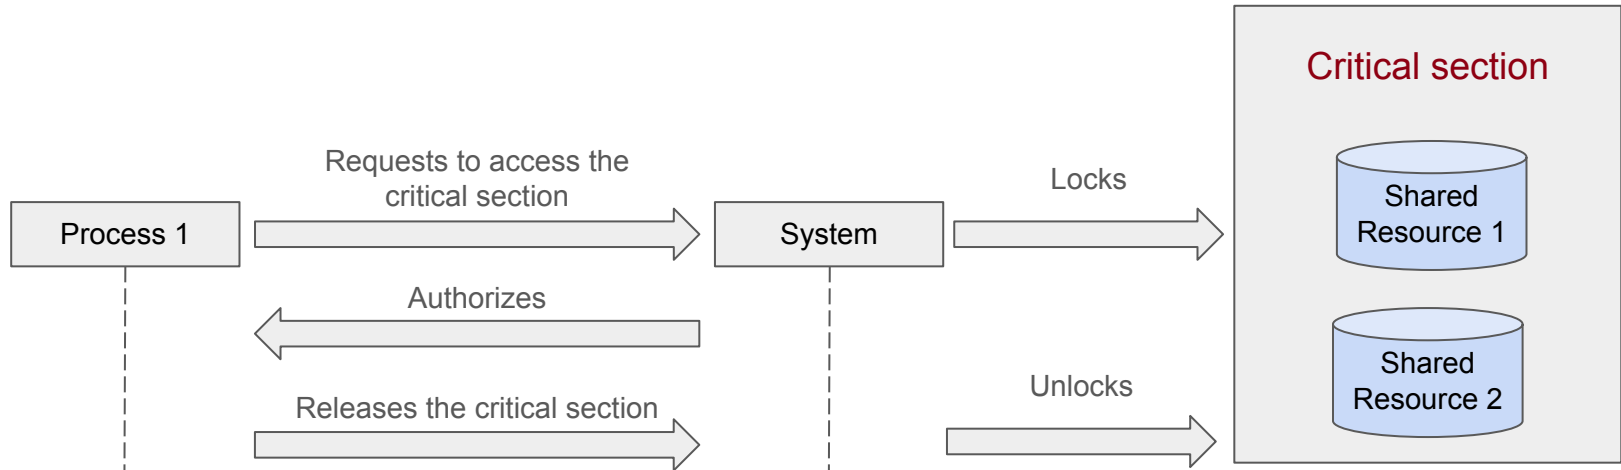 Critical section
Requests to access the
critical section
Locks
Process 1
System
Shared
Resource 1
Authorizes
Unlocks
Shared
Resource 2
Releases the critical section